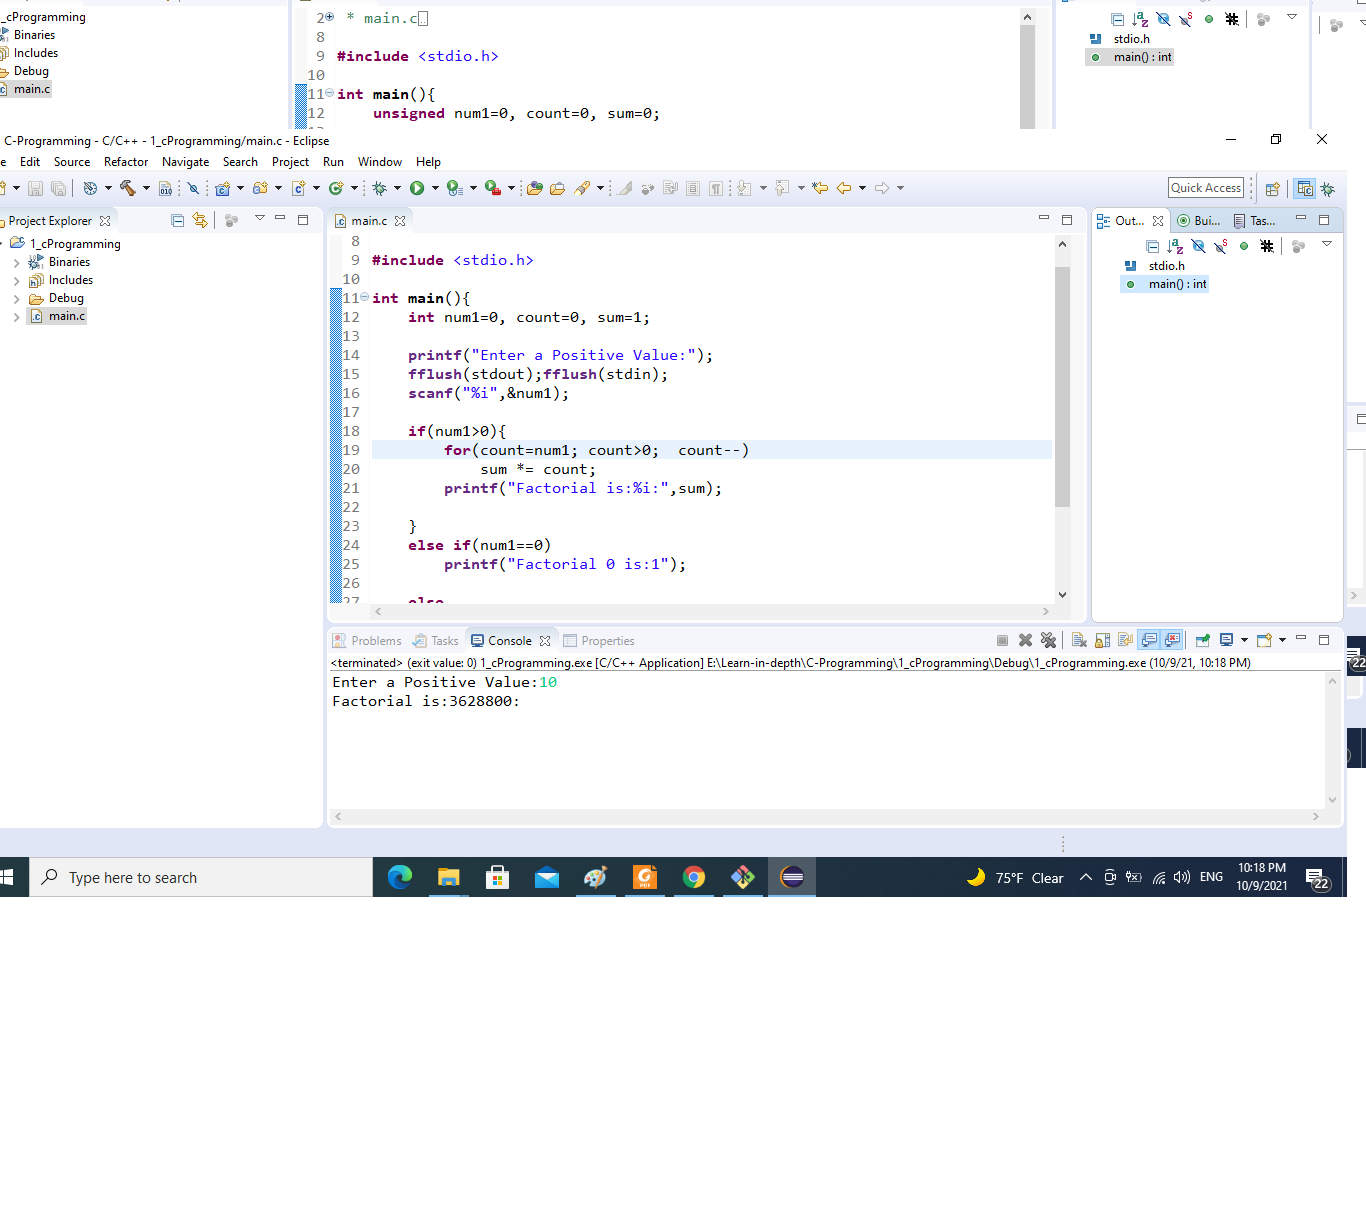 _cProgramming
Binaries
Includes
Debug
main.c
2 * main.c
8
9 #include <stdio.h>
10
11 int main(){
12 unsigned num1=0, count=0, sum=0;
stdio.h
main() : int
C-Programming - C/C++ - 1_cProgramming/main.c - Eclipse
e Edit Source Refactor Navigate Search Project Run Window Help
Quick Access
Project Explorer
1_cProgramming
Binaries
Includes
Debug
main.c
main.c
8
9 #include <stdio.h>
10
11 int main(){
12 int num1=0, count=0, sum=1;
13
14 printf("Enter a Positive Value:");
15 fflush(stdout);fflush(stdin);
16 scanf("%i",&num1);
17
18 if(num1>0){
19 for(count=num1; count>0;  count--)
20 sum *= count;
21 printf("Factorial is:%i:",sum);
22
23 }
24 else if(num1==0)
25 printf("Factorial 0 is:1");
26
27 else
Out... Bui... Tas...
stdio.h
main() : int
Problems Tasks Console Properties
<terminated> (exit value: 0) 1_cProgramming.exe [C/C++ Application] E:\Learn-in-depth\C-Programming\1_cProgramming\Debug\1_cProgramming.exe (10/9/21, 10:18 PM)
Enter a Positive Value:10
Factorial is:3628800:
22
Type here to search
75°F Clear
ENG
10:18 PM
10/9/2021
22